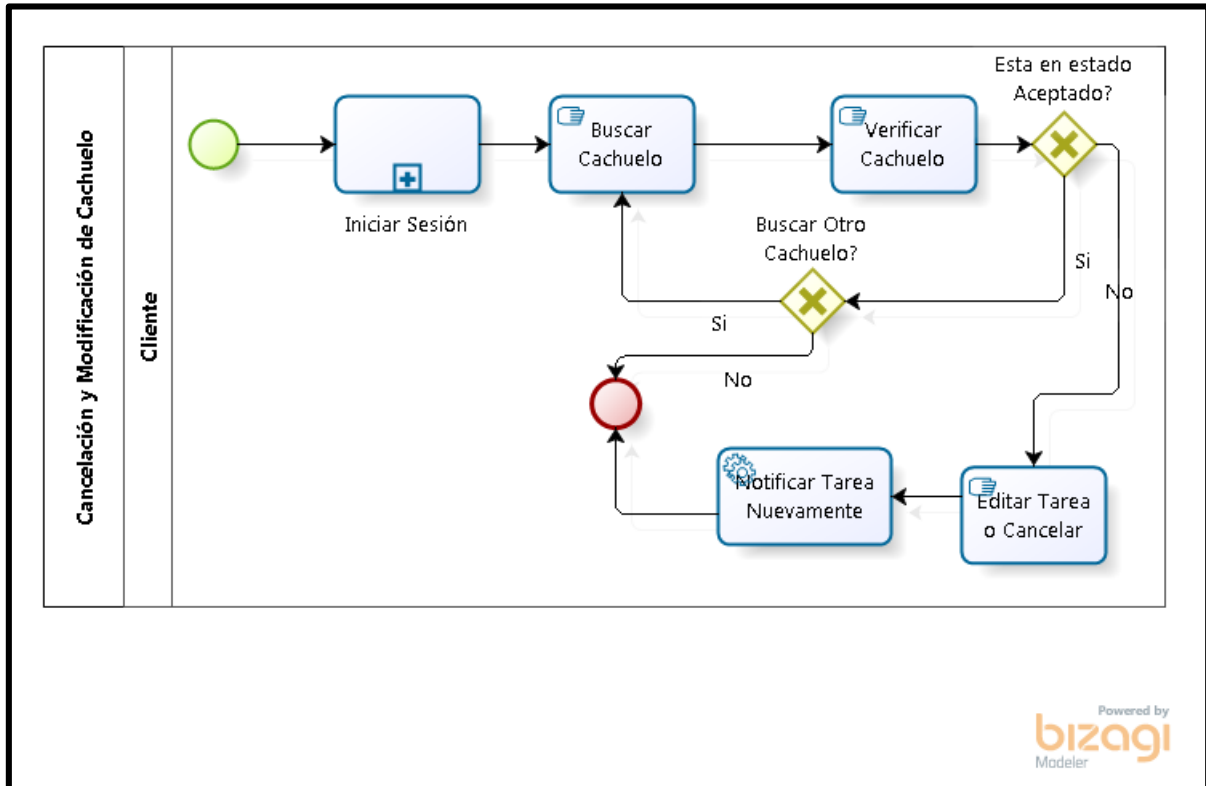 Cancelación y Modificación de Cachuelo
Cliente
Iniciar Sesión
Buscar
Cachuelo
Verificar
Cachuelo
Esta en estado
Aceptado?
Buscar Otro
Cachuelo?
Si
No
Si
No
Notificar Tarea
Nuevamente
Editar Tarea
o Cancelar
Powered by
bizagi
Modeler